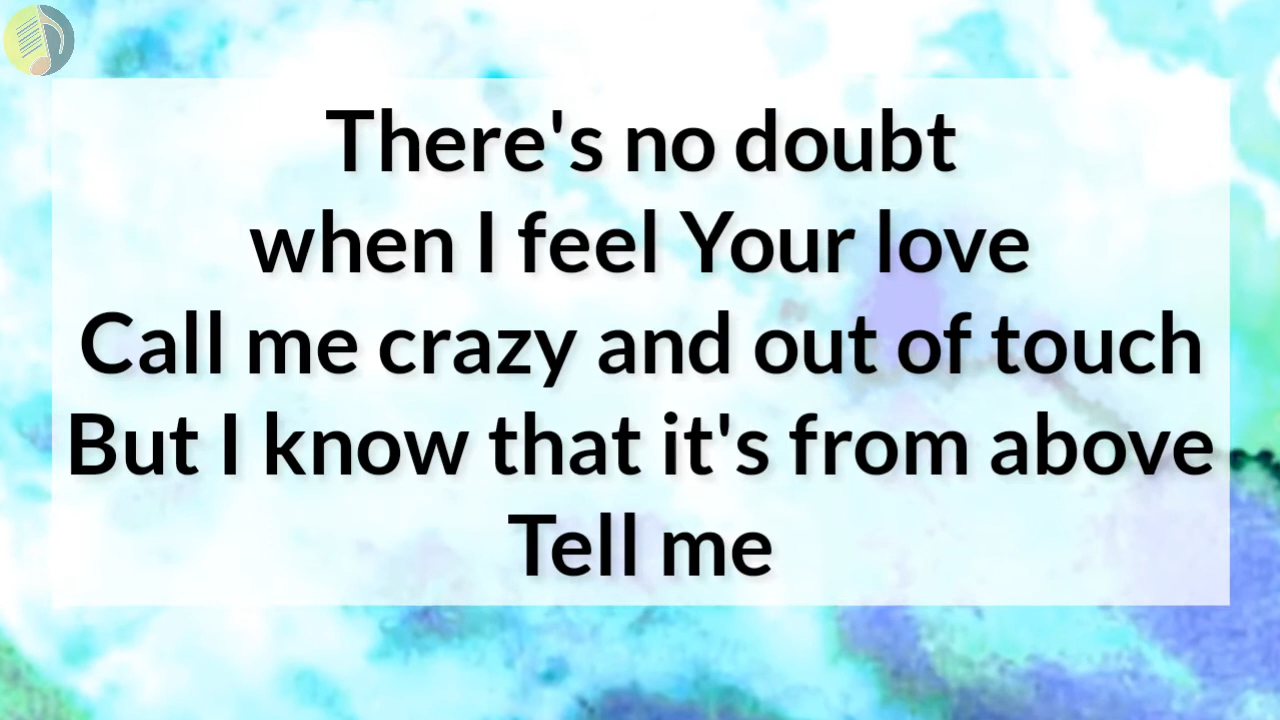 There's no doubt
when I feel Your love
Call me crazy and out of touch
But I know that it's from above
Tell me